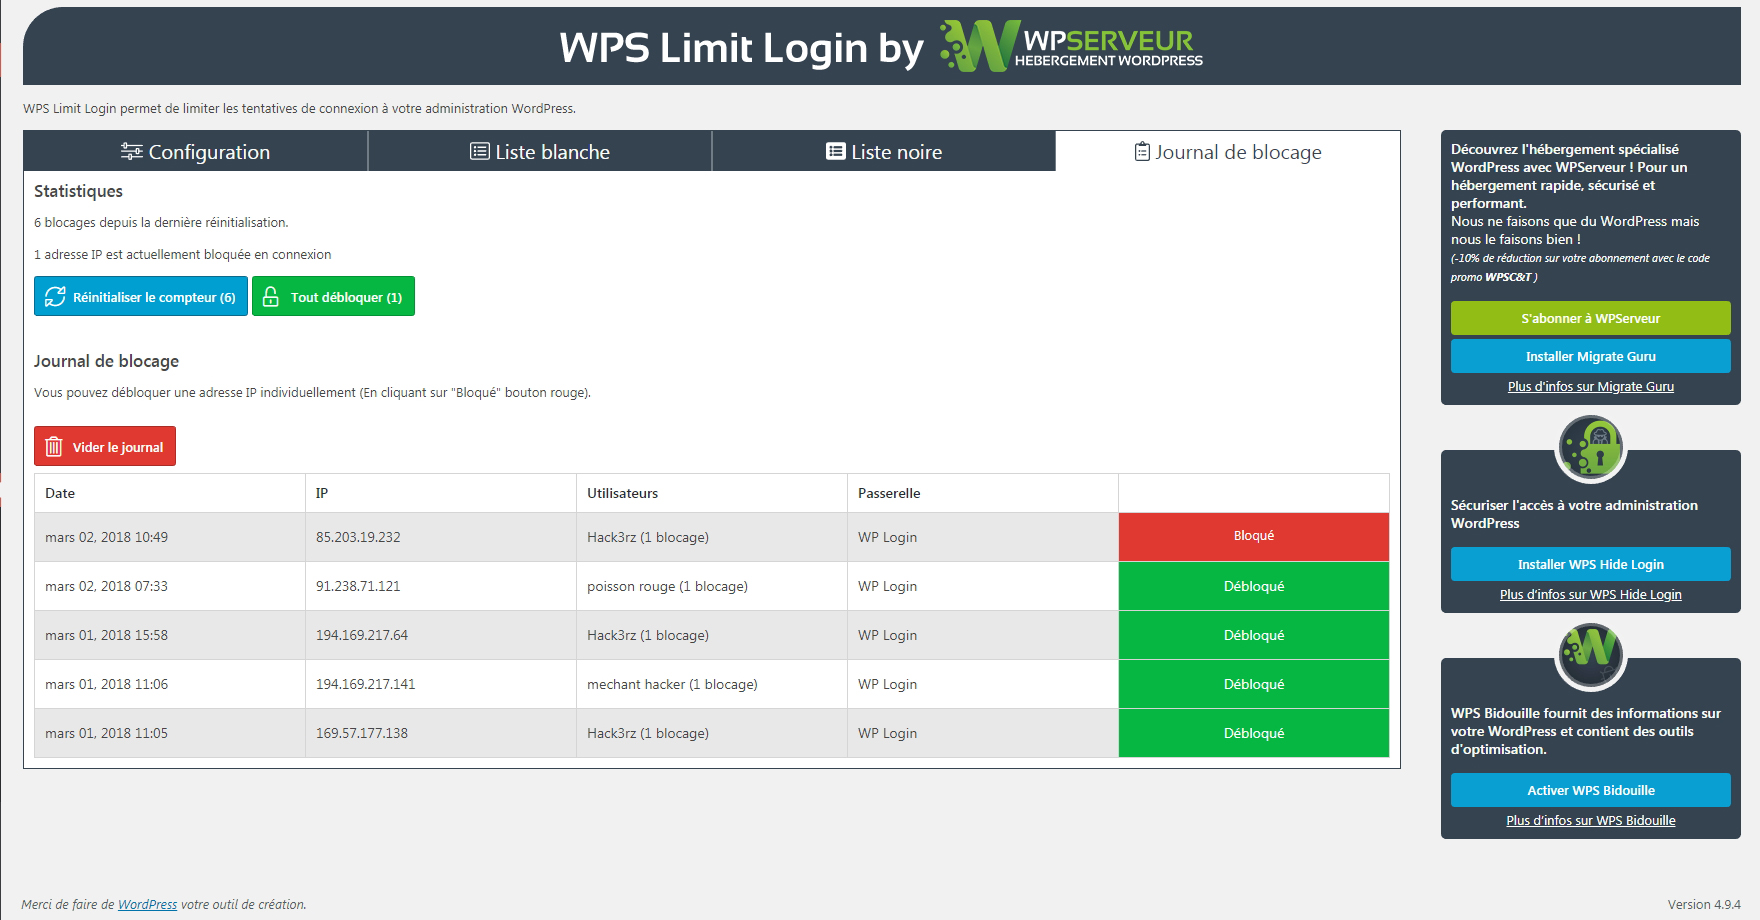 WPS Limit Login by WPSERVEUR
HEBERGEMENT WORDPRESS
WPS Limit Login permet de limiter les tentatives de connexion à votre administration WordPress.
Configuration
Liste blanche
Liste noire
Journal de blocage
Statistiques
6 blocages depuis la dernière réinitialisation.
1 adresse IP est actuellement bloquée en connexion
Réinitialiser le compteur (6)
Tout débloquer (1)
Journal de blocage
Vous pouvez débloquer une adresse IP individuellement (En cliquant sur "Bloqué" bouton rouge).
Vider le journal
Date IP Utilisateurs Passerelle
mars 02, 2018 10:49 85.203.19.232 Hack3rz (1 blocage) WP Login Bloqué
mars 02, 2018 07:33 91.238.71.121 poisson rouge (1 blocage) WP Login Débloqué
mars 01, 2018 15:58 194.169.217.64 Hack3rz (1 blocage) WP Login Débloqué
mars 01, 2018 11:06 194.169.217.141 mechant hacker (1 blocage) WP Login Débloqué
mars 01, 2018 11:05 169.57.177.138 Hack3rz (1 blocage) WP Login Débloqué
Découvrez l'hébergement spécialisé
WordPress avec WPServeur ! Pour un
hébergement rapide, sécurisé et
performant.
Nous ne faisons que du WordPress mais
nous le faisons bien !
(-10% de réduction sur votre abonnement avec le code
promo WPSC&T )
S'abonner à WPServeur
Installer Migrate Guru
Plus d'infos sur Migrate Guru
Sécuriser l'accès à votre administration
WordPress
Installer WPS Hide Login
Plus d'infos sur WPS Hide Login
WPS Bidouille fournit des informations sur
votre WordPress et contient des outils
d'optimisation.
Activer WPS Bidouille
Plus d'infos sur WPS Bidouille
Merci de faire de WordPress votre outil de création.
Version 4.9.4